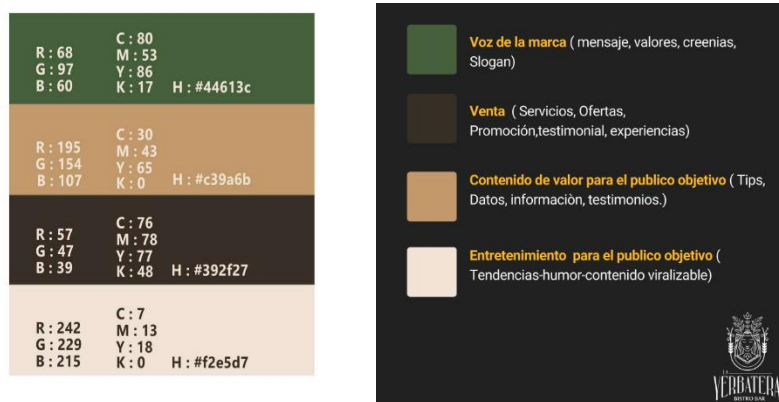 R : 68
G : 97
B : 60
C : 80
M : 53
Y : 86
K : 17
H : #44613c
R : 195
G : 154
B : 107
C : 30
M : 43
Y : 65
K : 0
H : #c39a6b
R : 57
G : 47
B : 39
C : 76
M : 78
Y : 77
K : 48
H : #392f27
R : 242
G : 229
B : 215
C : 7
M : 13
Y : 18
K : 0
H : #f2e5d7
Voz de la marca ( mensaje, valores, creenias,
Slogan)
Venta ( Servicios, Ofertas,
Promoción,testimonial, experiencias)
Contenido de valor para el publico objetivo ( Tips,
Datos, informaciòn, testimonios.)
Entretenimiento para el publico objetivo (
Tendencias-humor-contenido viralizable)
LA
YERBATERA
BISTRO BAR